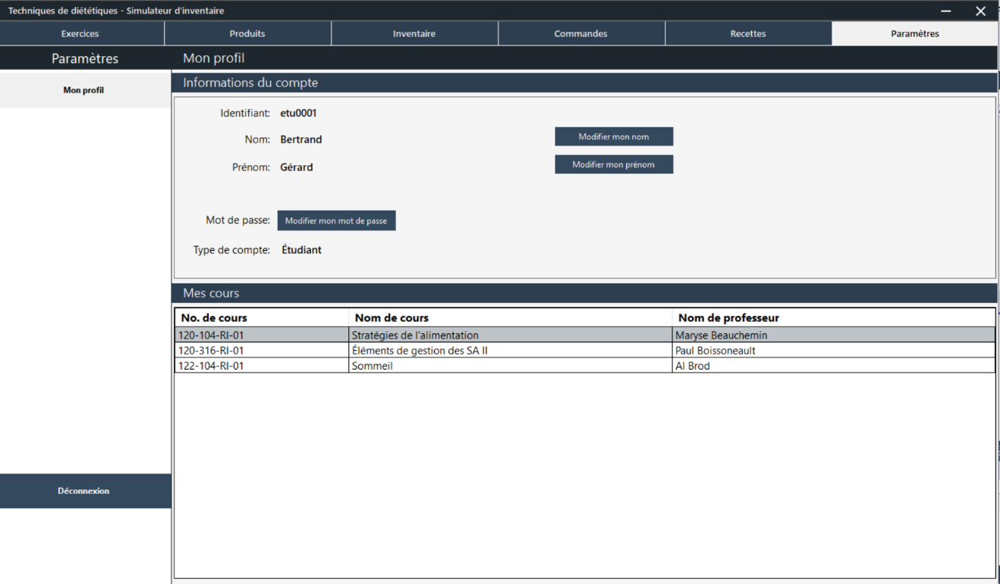 Techniques de diététiques - Simulateur d'inventaire
Exercices Produits Inventaire Commandes Recettes Paramètres
Paramètres Mon profil
Mon profil
Informations du compte
Identifiant: etu0001
Nom: Bertrand Modifier mon nom
Prénom: Gérard Modifier mon prénom
Mot de passe: Modifier mon mot de passe
Type de compte: Étudiant
Mes cours
No. de cours Nom de cours Nom de professeur
120-104-RI-01 Stratégies de l'alimentation Maryse Beauchemin
120-316-RI-01 Éléments de gestion des SA II Paul Boissoneault
122-104-RI-01 Sommeil Al Brod
Déconnexion